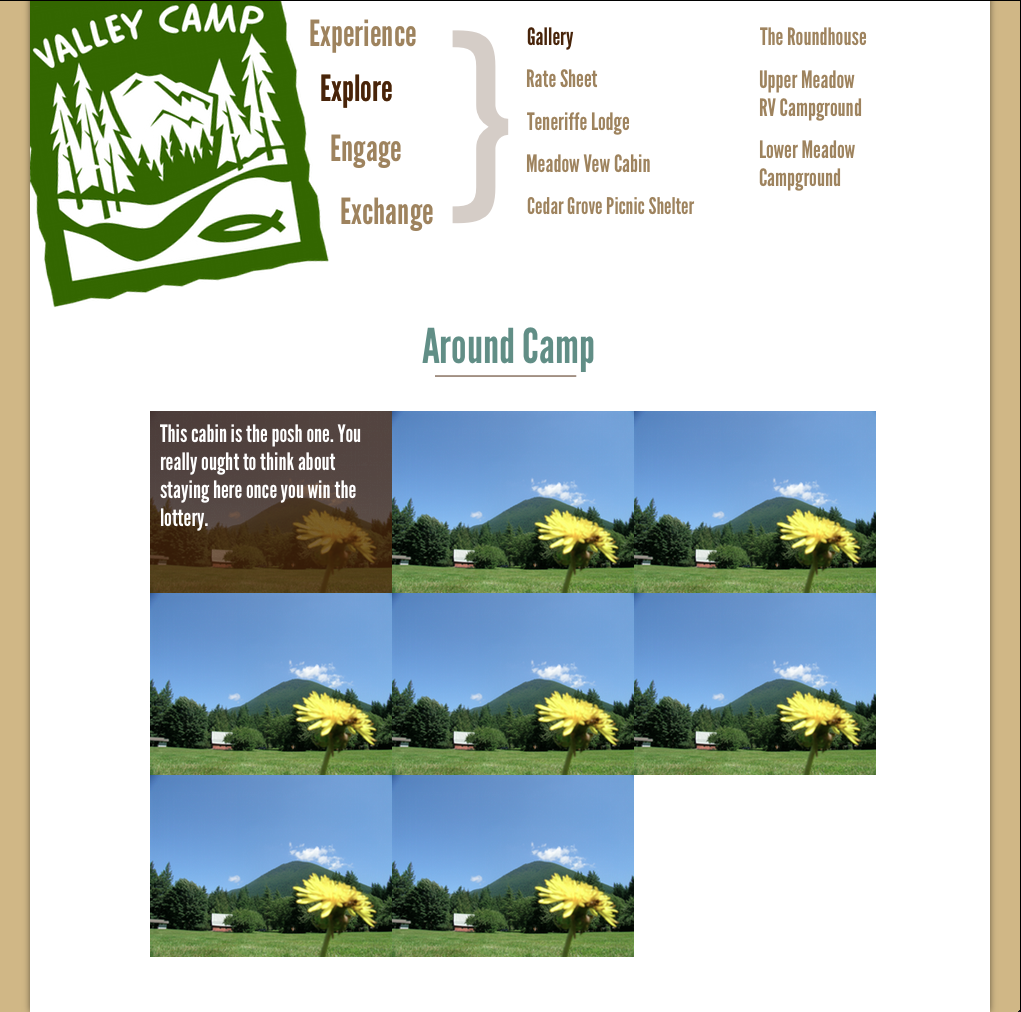 VALLEY CAMP
Experience
Explore
Engage
Exchange
Gallery
Rate Sheet
Teneriffe Lodge
Meadow Vew Cabin
Cedar Grove Picnic Shelter
The Roundhouse
Upper Meadow
RV Campground
Lower Meadow
Campground
Around Camp
This cabin is the posh one. You
really ought to think about
staying here once you win the
lottery.